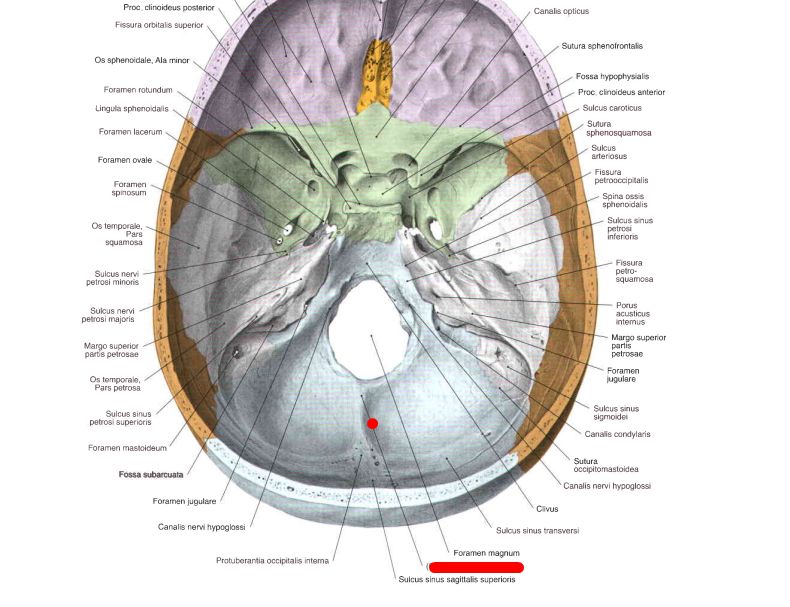 Proc. clinoideus posterior
Fissura orbitalis superior
Os sphenoidale, Ala minor
Foramen rotundum
Lingula sphenoidalis
Foramen lacerum
Foramen ovale
Foramen
spinosum
Os temporale,
Pars
squamosa
Sulcus nervi
petrosi minoris
Sulcus nervi
petrosi majoris
Margo superior
partis petrosae
Os temporale,
Pars petrosa
Sulcus sinus
petrosi superioris
Foramen mastoideum
Fossa subarcuata
Foramen jugulare
Canalis nervi hypoglossi
Protuberantia occipitalis interna
Canalis opticus
Sutura sphenofrontalis
Fossa hypophysialis
Proc. clinoideus anterior
Sulcus caroticus
Sutura
sphenosquamosa
Sulcus
arteriosus
Fissura
petrooccipitalis
Spina ossis
sphenoidalis
Sulcus sinus
petrosi
inferioris
Fissura
petro-
squamosa
Porus
acusticus
internus
Margo superior
partis
petrosae
Foramen
jugulare
Sulcus sinus
sigmoidei
Canalis condylaris
Sutura
occipitomastoidea
Canalis nervi hypoglossi
Clivus
Sulcus sinus transversi
Foramen magnum
(
Sulcus sinus sagittalis superioris